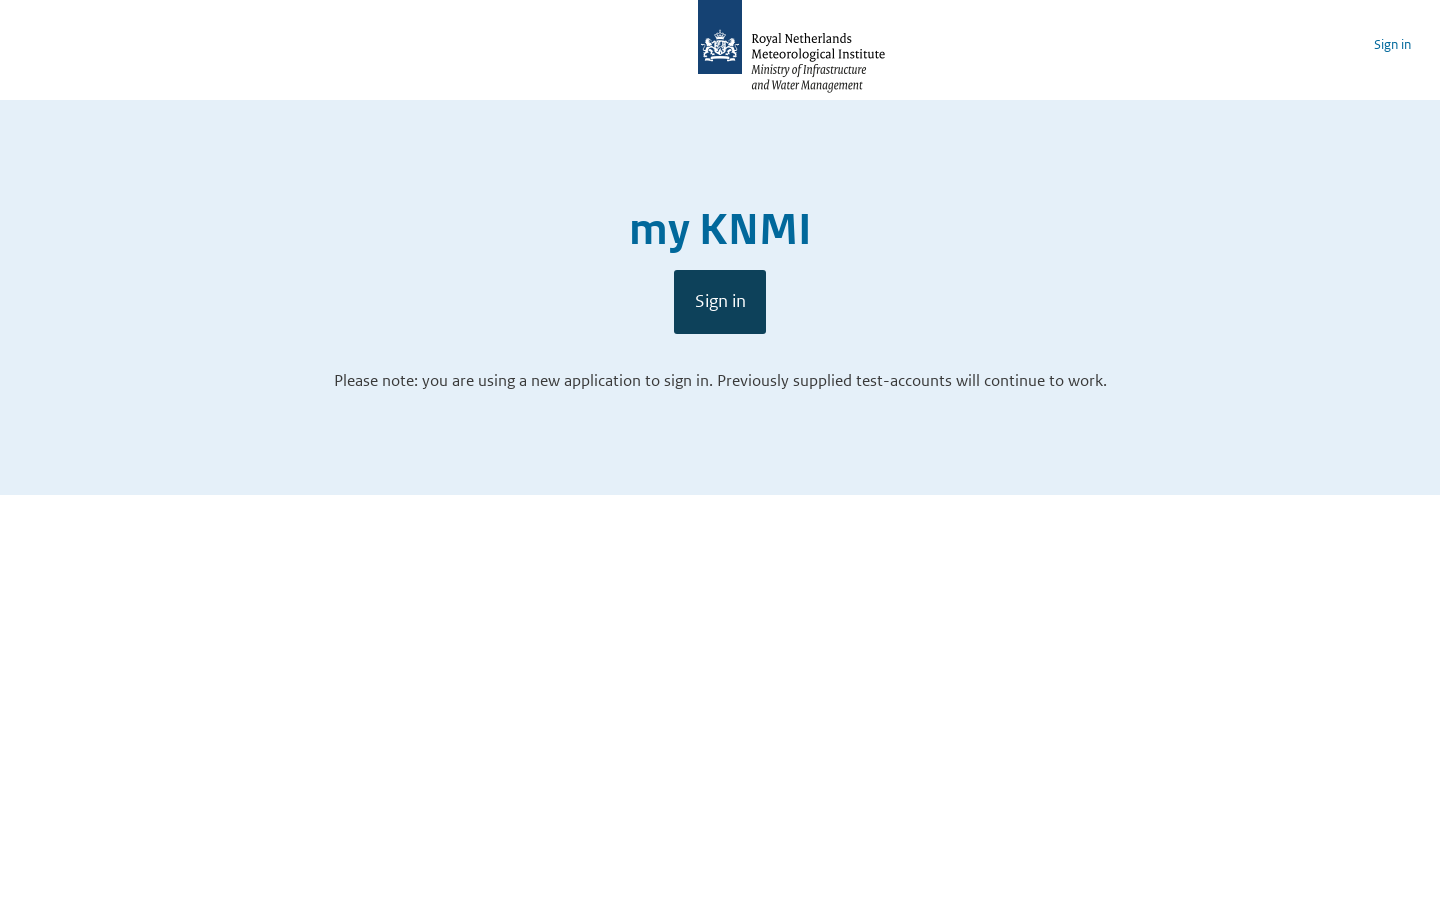 Royal Netherlands
Meteorological Institute
Ministry of Infrastructure
and Water Management
Sign in
my KNMI
Sign in
Please note: you are using a new application to sign in. Previously supplied test-accounts will continue to work.